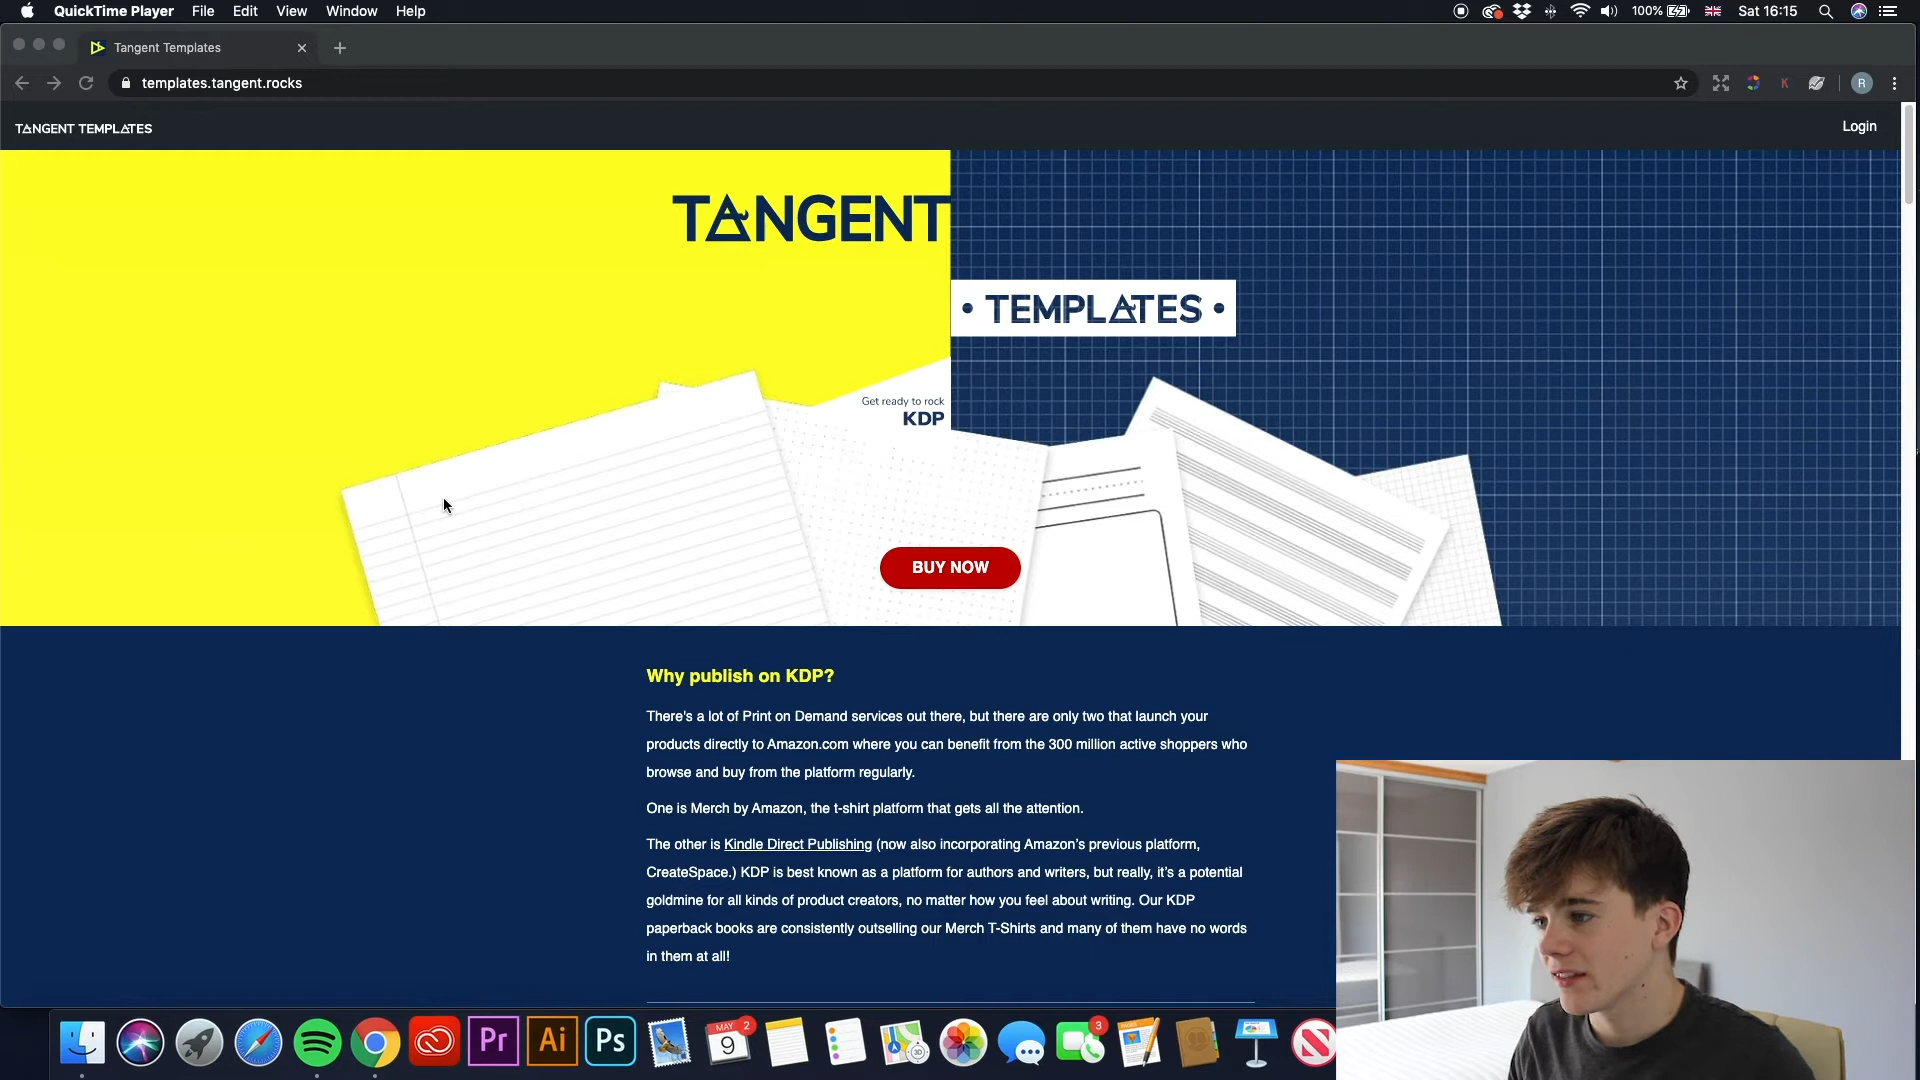 QuickTime Player File Edit View Window Help
100% Sat 16:15
Tangent Templates
templates.tangent.rocks
K
R
TANGENT TEMPLATES
Login
TANGENT
• TEMPLATES •
Get ready to rock
KDP
BUY NOW
Why publish on KDP?
There's a lot of Print on Demand services out there, but there are only two that launch your
products directly to Amazon.com where you can benefit from the 300 million active shoppers who
browse and buy from the platform regularly.
One is Merch by Amazon, the t-shirt platform that gets all the attention.
The other is Kindle Direct Publishing (now also incorporating Amazon's previous platform,
CreateSpace.) KDP is best known as a platform for authors and writers, but really, it's a potential
goldmine for all kinds of product creators, no matter how you feel about writing. Our KDP
paperback books are consistently outselling our Merch T-Shirts and many of them have no words
in them at all!
Pr
Ai
Ps
MAY
2
9
3D
3
PAGES